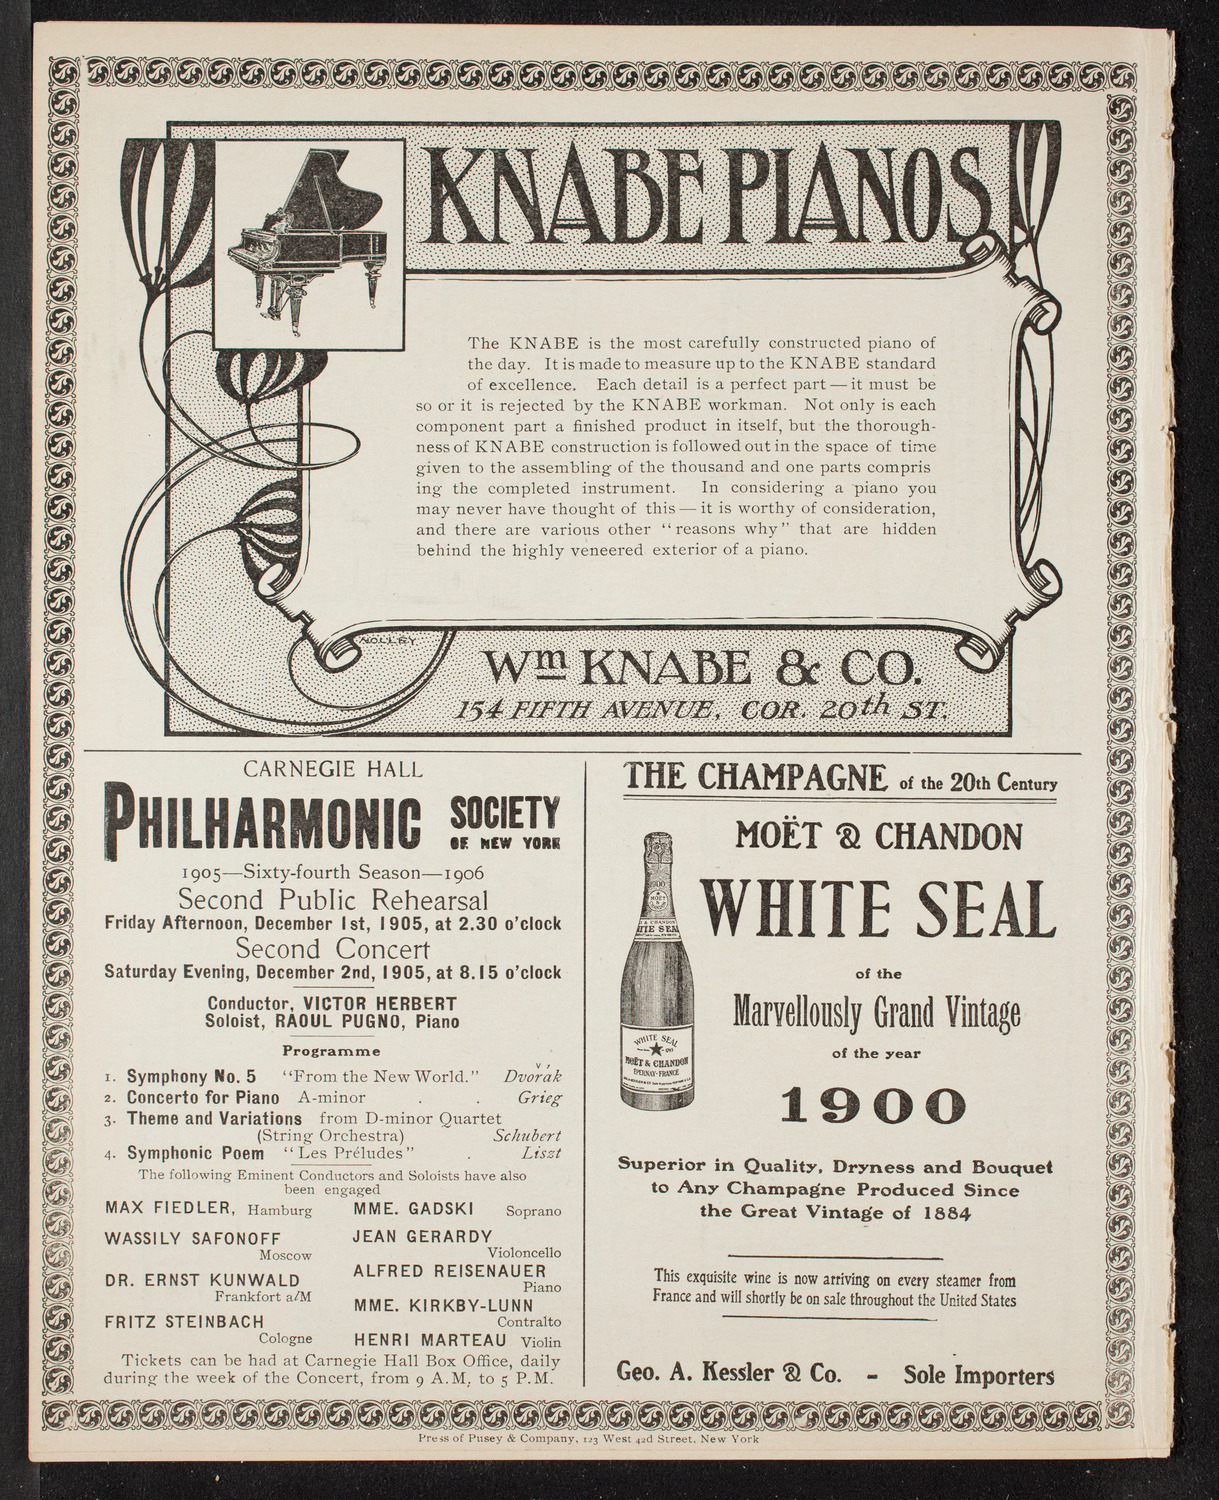 KNABE PIANOS
The KNABE is the most carefully constructed piano of
the day. It is made to measure up to the KNABE standard
of excellence. Each detail is a perfect part — it must be
so or it is rejected by the KNABE workman. Not only is each
component part a finished product in itself, but the thorough-
ness of KNABE construction is followed out in the space of time
given to the assembling of the thousand and one parts compris
ing the completed instrument. In considering a piano you
may never have thought of this — it is worthy of consideration,
and there are various other "reasons why" that are hidden
behind the highly veneered exterior of a piano.
Wm KNABE & CO.
154 FIFTH AVENUE, COR. 20th ST.
CARNEGIE HALL
PHILHARMONIC SOCIETY
OF NEW YORK
1905—Sixty-fourth Season—1906
Second Public Rehearsal
Friday Afternoon, December 1st, 1905, at 2.30 o'clock
Second Concert
Saturday Evening, December 2nd, 1905, at 8.15 o'clock
Conductor, VICTOR HERBERT
Soloist, RAOUL PUGNO, Piano
Programme
1. Symphony No. 5 "From the New World." Dvořák
2. Concerto for Piano A-minor . . Grieg
3. Theme and Variations from D-minor Quartet
(String Orchestra) Schubert
4. Symphonic Poem "Les Préludes" . Liszt
The following Eminent Conductors and Soloists have also
been engaged
MAX FIEDLER, Hamburg
WASSILY SAFONOFF
Moscow
DR. ERNST KUNWALD
Frankfort a/M
FRITZ STEINBACH
Cologne
MME. GADSKI Soprano
JEAN GERARDY
Violoncello
ALFRED REISENAUER
Piano
MME. KIRKBY-LUNN
Contralto
HENRI MARTEAU Violin
Tickets can be had at Carnegie Hall Box Office, daily
during the week of the Concert, from 9 A.M. to 5 P.M.
THE CHAMPAGNE of the 20th Century
MOËT & CHANDON
WHITE SEAL
of the
Marvellously Grand Vintage
of the year
1900
WHITE SEAL
MOËT & CHANDON
EPERNAY-FRANCE
Superior in Quality, Dryness and Bouquet
to Any Champagne Produced Since
the Great Vintage of 1884
This exquisite wine is now arriving on every steamer from
France and will shortly be on sale throughout the United States
Geo. A. Kessler & Co. - Sole Importers
Press of Pusey & Company, 123 West 42d Street, New York